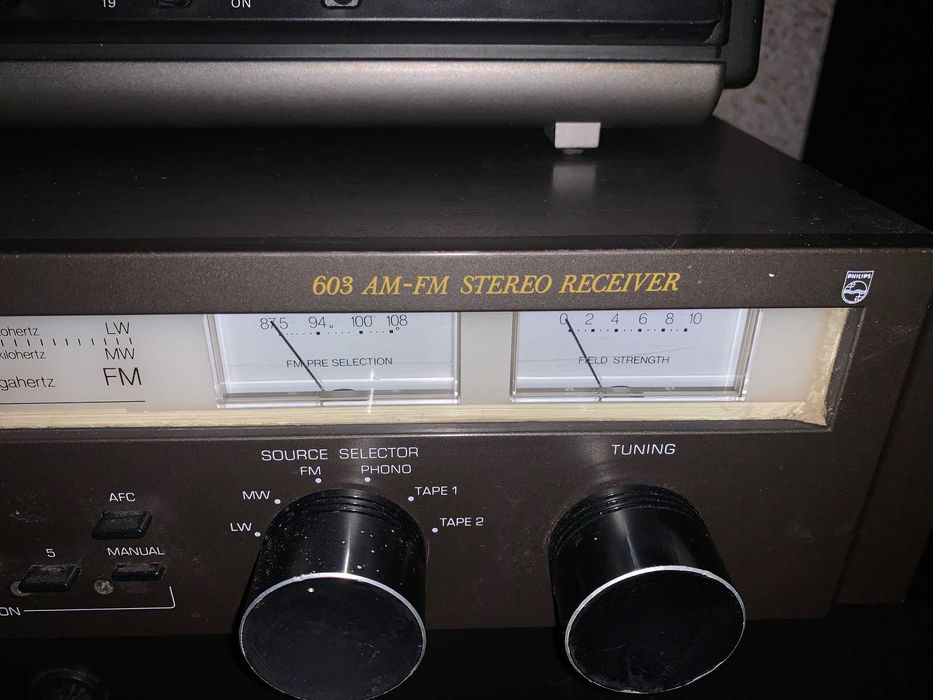 19
ON
603 AM-FM STEREO RECEIVER
PHILIPS
LW
MW
FM
87.5 94 100 108
FM PRE SELECTION
0 2 4 6 8 10
FIELD STRENGTH
SOURCE SELECTOR
FM
PHONO
MW
TAPE 1
LW
TAPE 2
TUNING
AFC
5
MANUAL